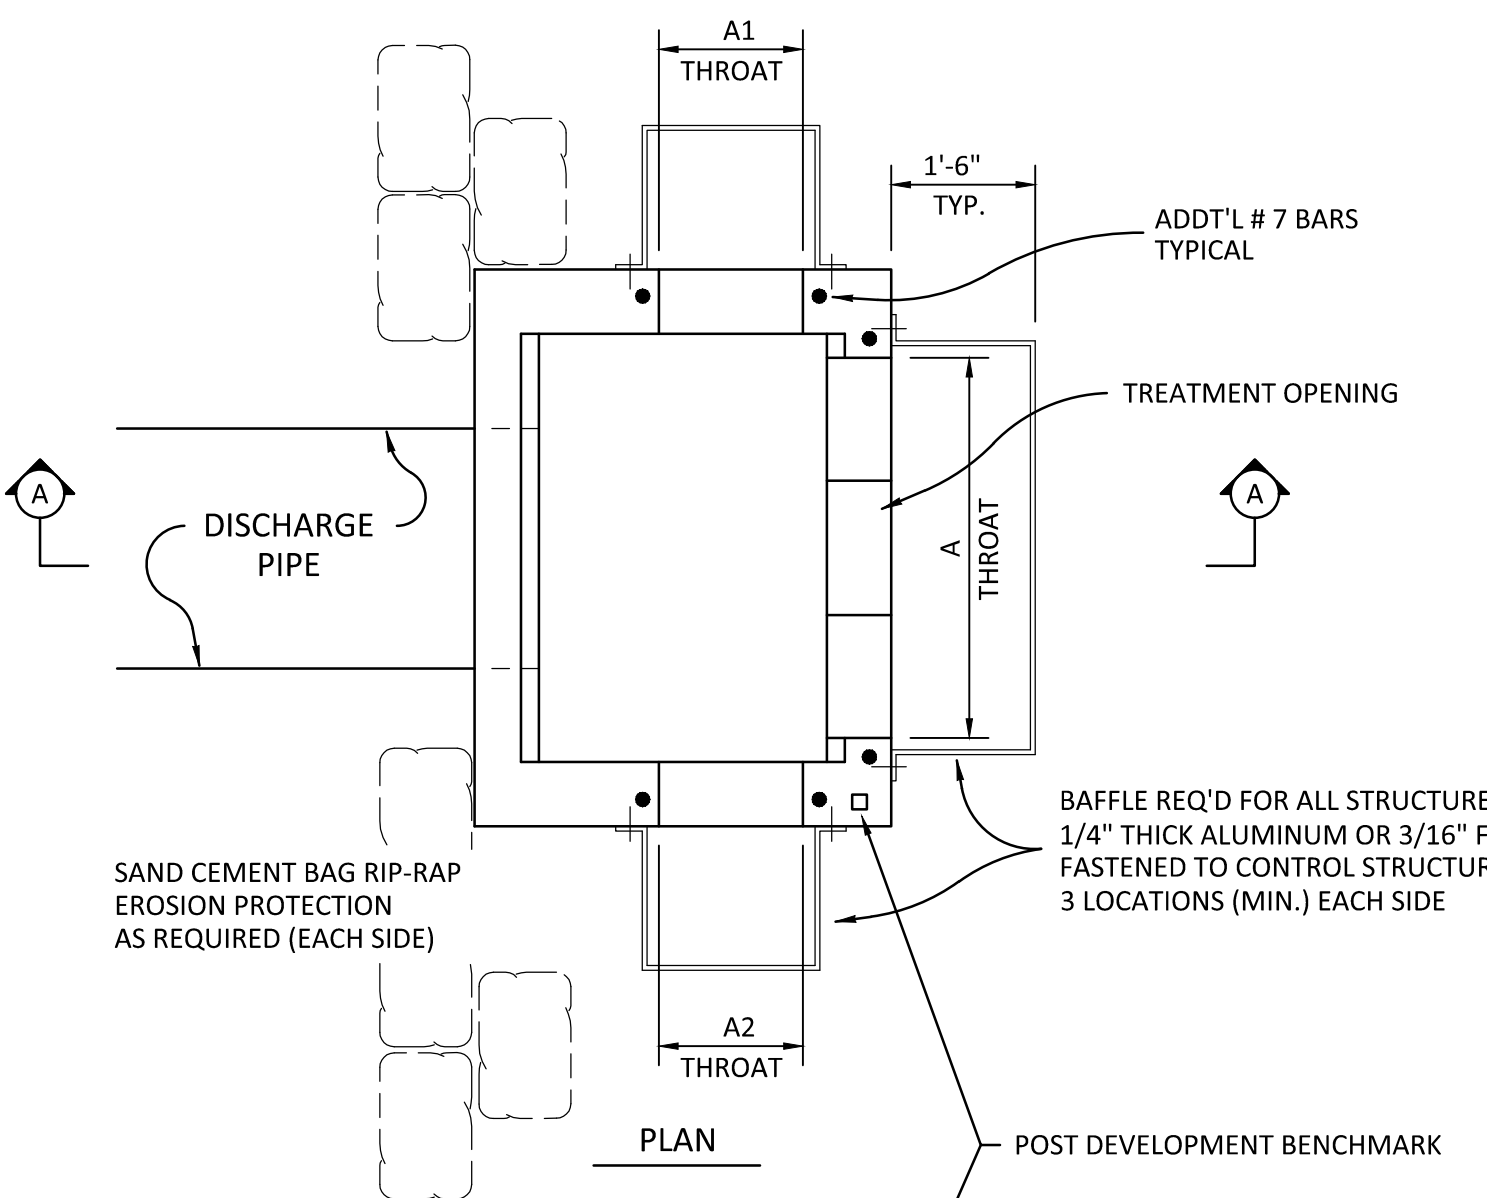 A1
THROAT
1'-6"
TYP.
ADDT'L # 7 BARS
TYPICAL
TREATMENT OPENING
A
A
DISCHARGE
PIPE
A
THROAT
BAFFLE REQ'D FOR ALL STRUCTURE
1/4" THICK ALUMINUM OR 3/16" F
FASTENED TO CONTROL STRUCTUR
3 LOCATIONS (MIN.) EACH SIDE
SAND CEMENT BAG RIP-RAP
EROSION PROTECTION
AS REQUIRED (EACH SIDE)
A2
THROAT
PLAN
POST DEVELOPMENT BENCHMARK